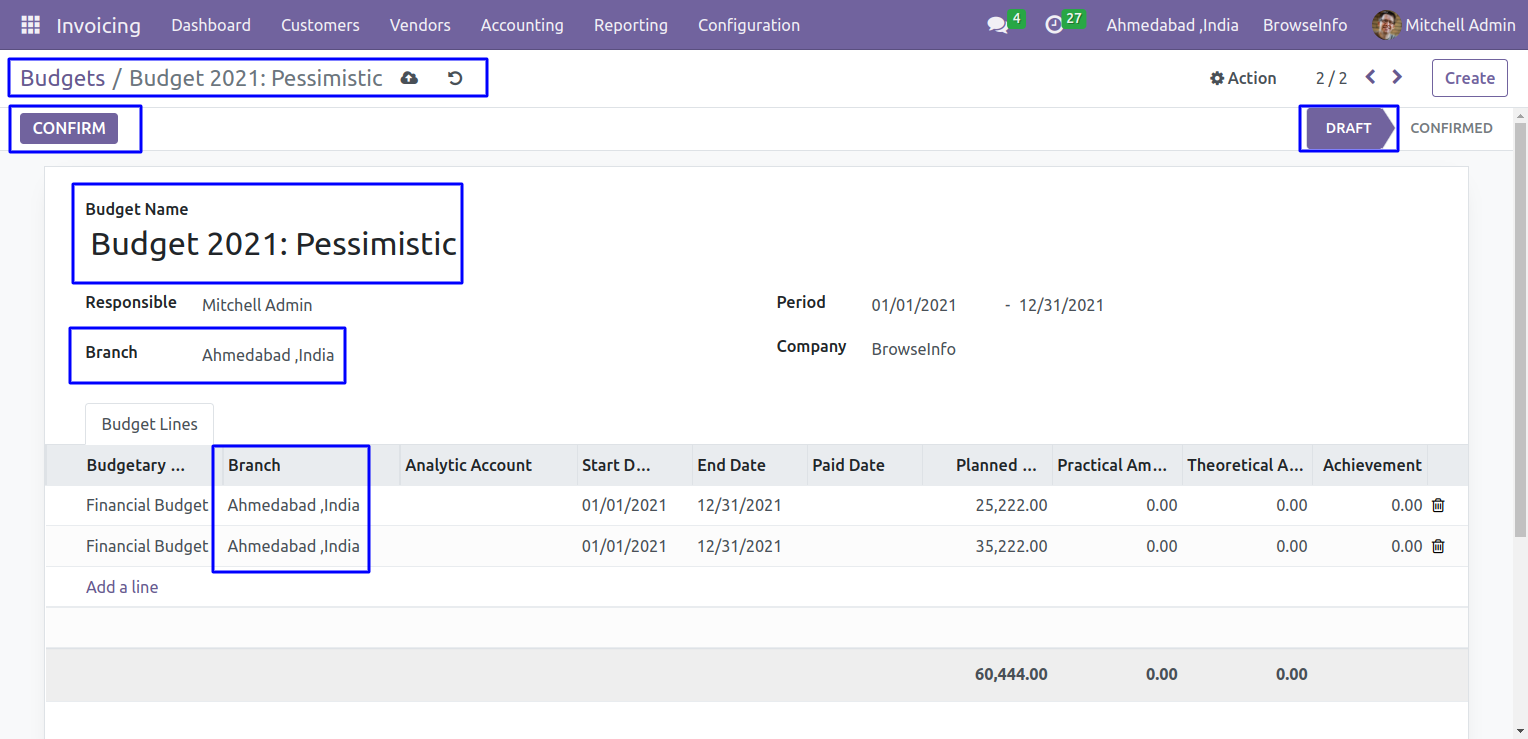 Invoicing Dashboard Customers Vendors Accounting Reporting Configuration 4 27 Ahmedabad ,India BrowseInfo Mitchell Admin
Budgets / Budget 2021: Pessimistic Action 2 / 2 Create
CONFIRM DRAFT CONFIRMED
Budget Name
Budget 2021: Pessimistic
Responsible Mitchell Admin Period 01/01/2021 - 12/31/2021
Branch Ahmedabad ,India Company BrowseInfo
Budget Lines
Budgetary ... Branch Analytic Account Start D... End Date Paid Date Planned ... Practical Am... Theoretical A... Achievement
Financial Budget Ahmedabad ,India 01/01/2021 12/31/2021 25,222.00 0.00 0.00 0.00
Financial Budget Ahmedabad ,India 01/01/2021 12/31/2021 35,222.00 0.00 0.00 0.00
Add a line
60,444.00 0.00 0.00